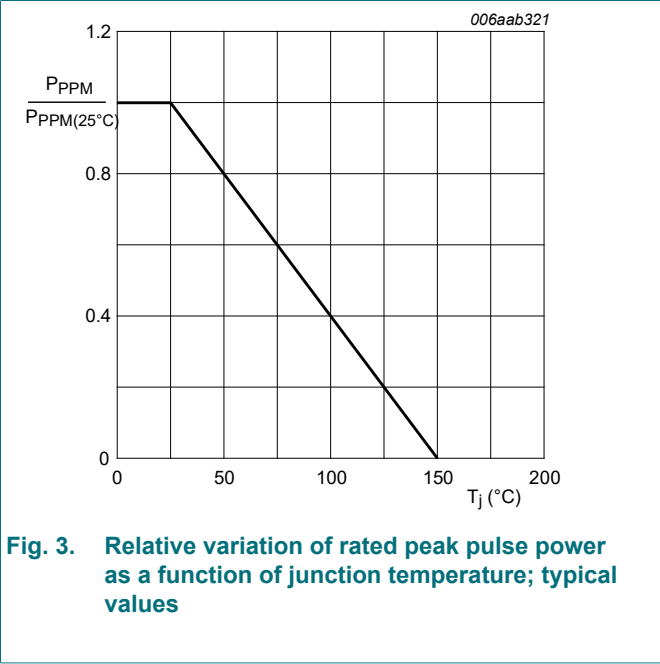 006aab321
1.2
PPPM
PPPM(25°C)
0.8
0.4
0
0 50 100 150 200
Tj (°C)
Fig. 3. Relative variation of rated peak pulse power
as a function of junction temperature; typical
values